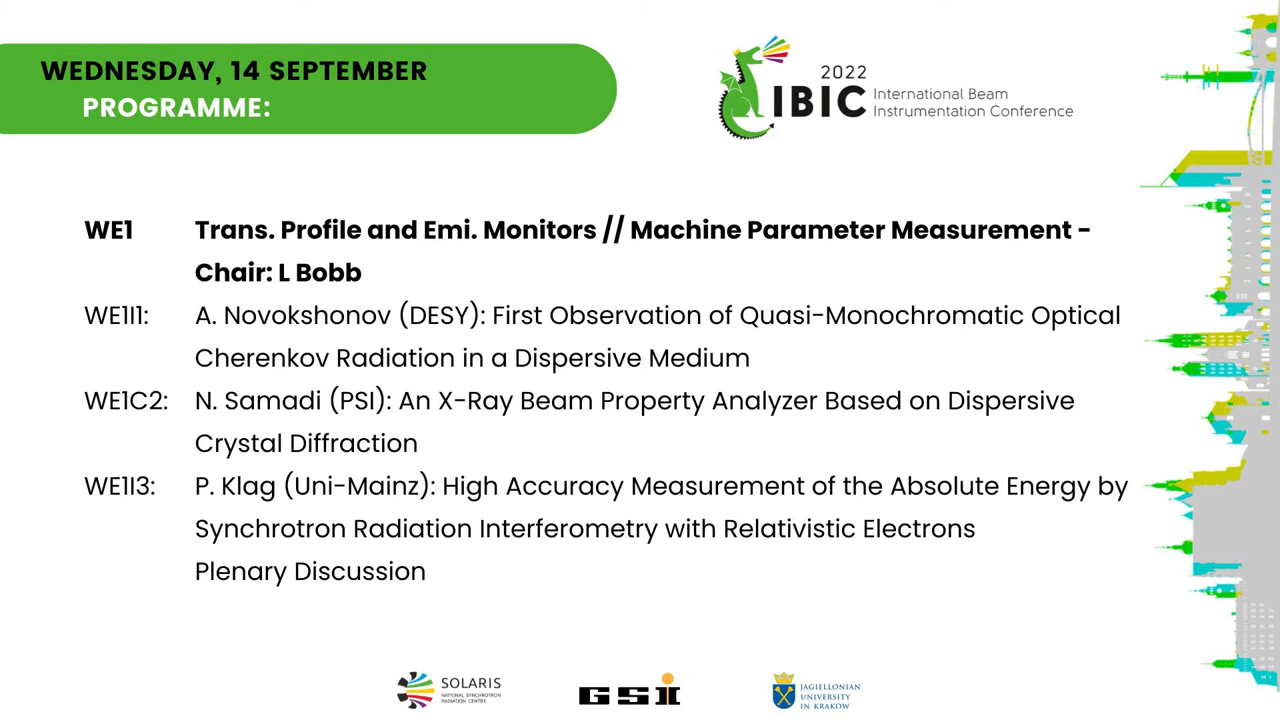 WEDNESDAY, 14 SEPTEMBER
PROGRAMME:
2022
IBIC International Beam
Instrumentation Conference
WE1 Trans. Profile and Emi. Monitors // Machine Parameter Measurement -
Chair: L Bobb
WE1I1: A. Novokshonov (DESY): First Observation of Quasi-Monochromatic Optical
Cherenkov Radiation in a Dispersive Medium
WE1C2: N. Samadi (PSI): An X-Ray Beam Property Analyzer Based on Dispersive
Crystal Diffraction
WE1I3: P. Klag (Uni-Mainz): High Accuracy Measurement of the Absolute Energy by
Synchrotron Radiation Interferometry with Relativistic Electrons
Plenary Discussion
SOLARIS
NATIONAL SYNCHROTRON
RADIATION CENTRE
GSI
JAGIELLONIAN
UNIVERSITY
IN KRAKOW